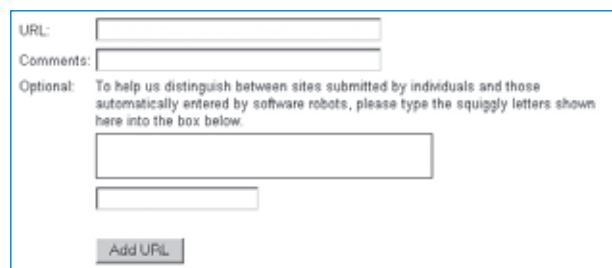 URL:
Comments:
Optional: To help us distinguish between sites submitted by individuals and those
automatically entered by software robots, please type the squiggly letters shown
here into the box below.
Add URL